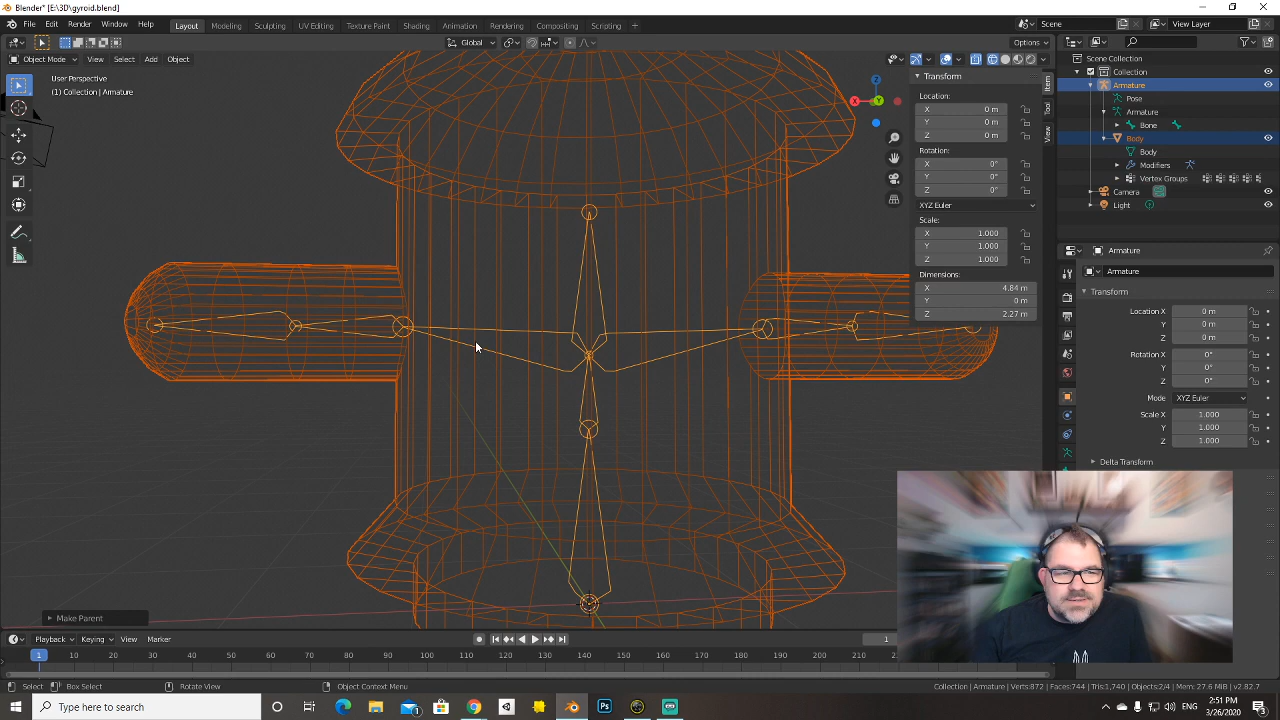 Blender* [E:\3D\gyroid.blend]
File Edit Render Window Help Layout Modeling Sculpting UV Editing Texture Paint Shading Animation Rendering Compositing Scripting + Scene View Layer
Global Options
Object Mode View Select Add Object
User Perspective
(1) Collection | Armature
X Y Z
Transform
Location:
X 0 m
Y 0 m
Z 0 m
Rotation:
X 0°
Y 0°
Z 0°
XYZ Euler
Scale:
X 1.000
Y 1.000
Z 1.000
Dimensions:
X 4.84 m
Y 0 m
Z 2.27 m
Item
Tool
View
Scene Collection
Collection
Armature
Pose
Armature
Bone
Body
Body
Modifiers
Vertex Groups
Camera
Light
Armature
Armature
Transform
Location X 0 m
Y 0 m
Z 0 m
Rotation X 0°
Y 0°
Z 0°
Mode XYZ Euler
Scale X 1.000
Y 1.000
Z 1.000
Delta Transform
Make Parent
Playback Keying View Marker 1
1 10 20 30 40 50 60 70 80 90 100 110 120 130 140 150 160 170 180 190 200 210
Select Box Select Rotate View Object Context Menu Collection | Armature | Verts:872 | Faces:744 | Tris:1,740 | Objects:2/4 | Mem: 27.6 MiB | v2.82.7
Type here to search
2:51 PM
3/26/2020